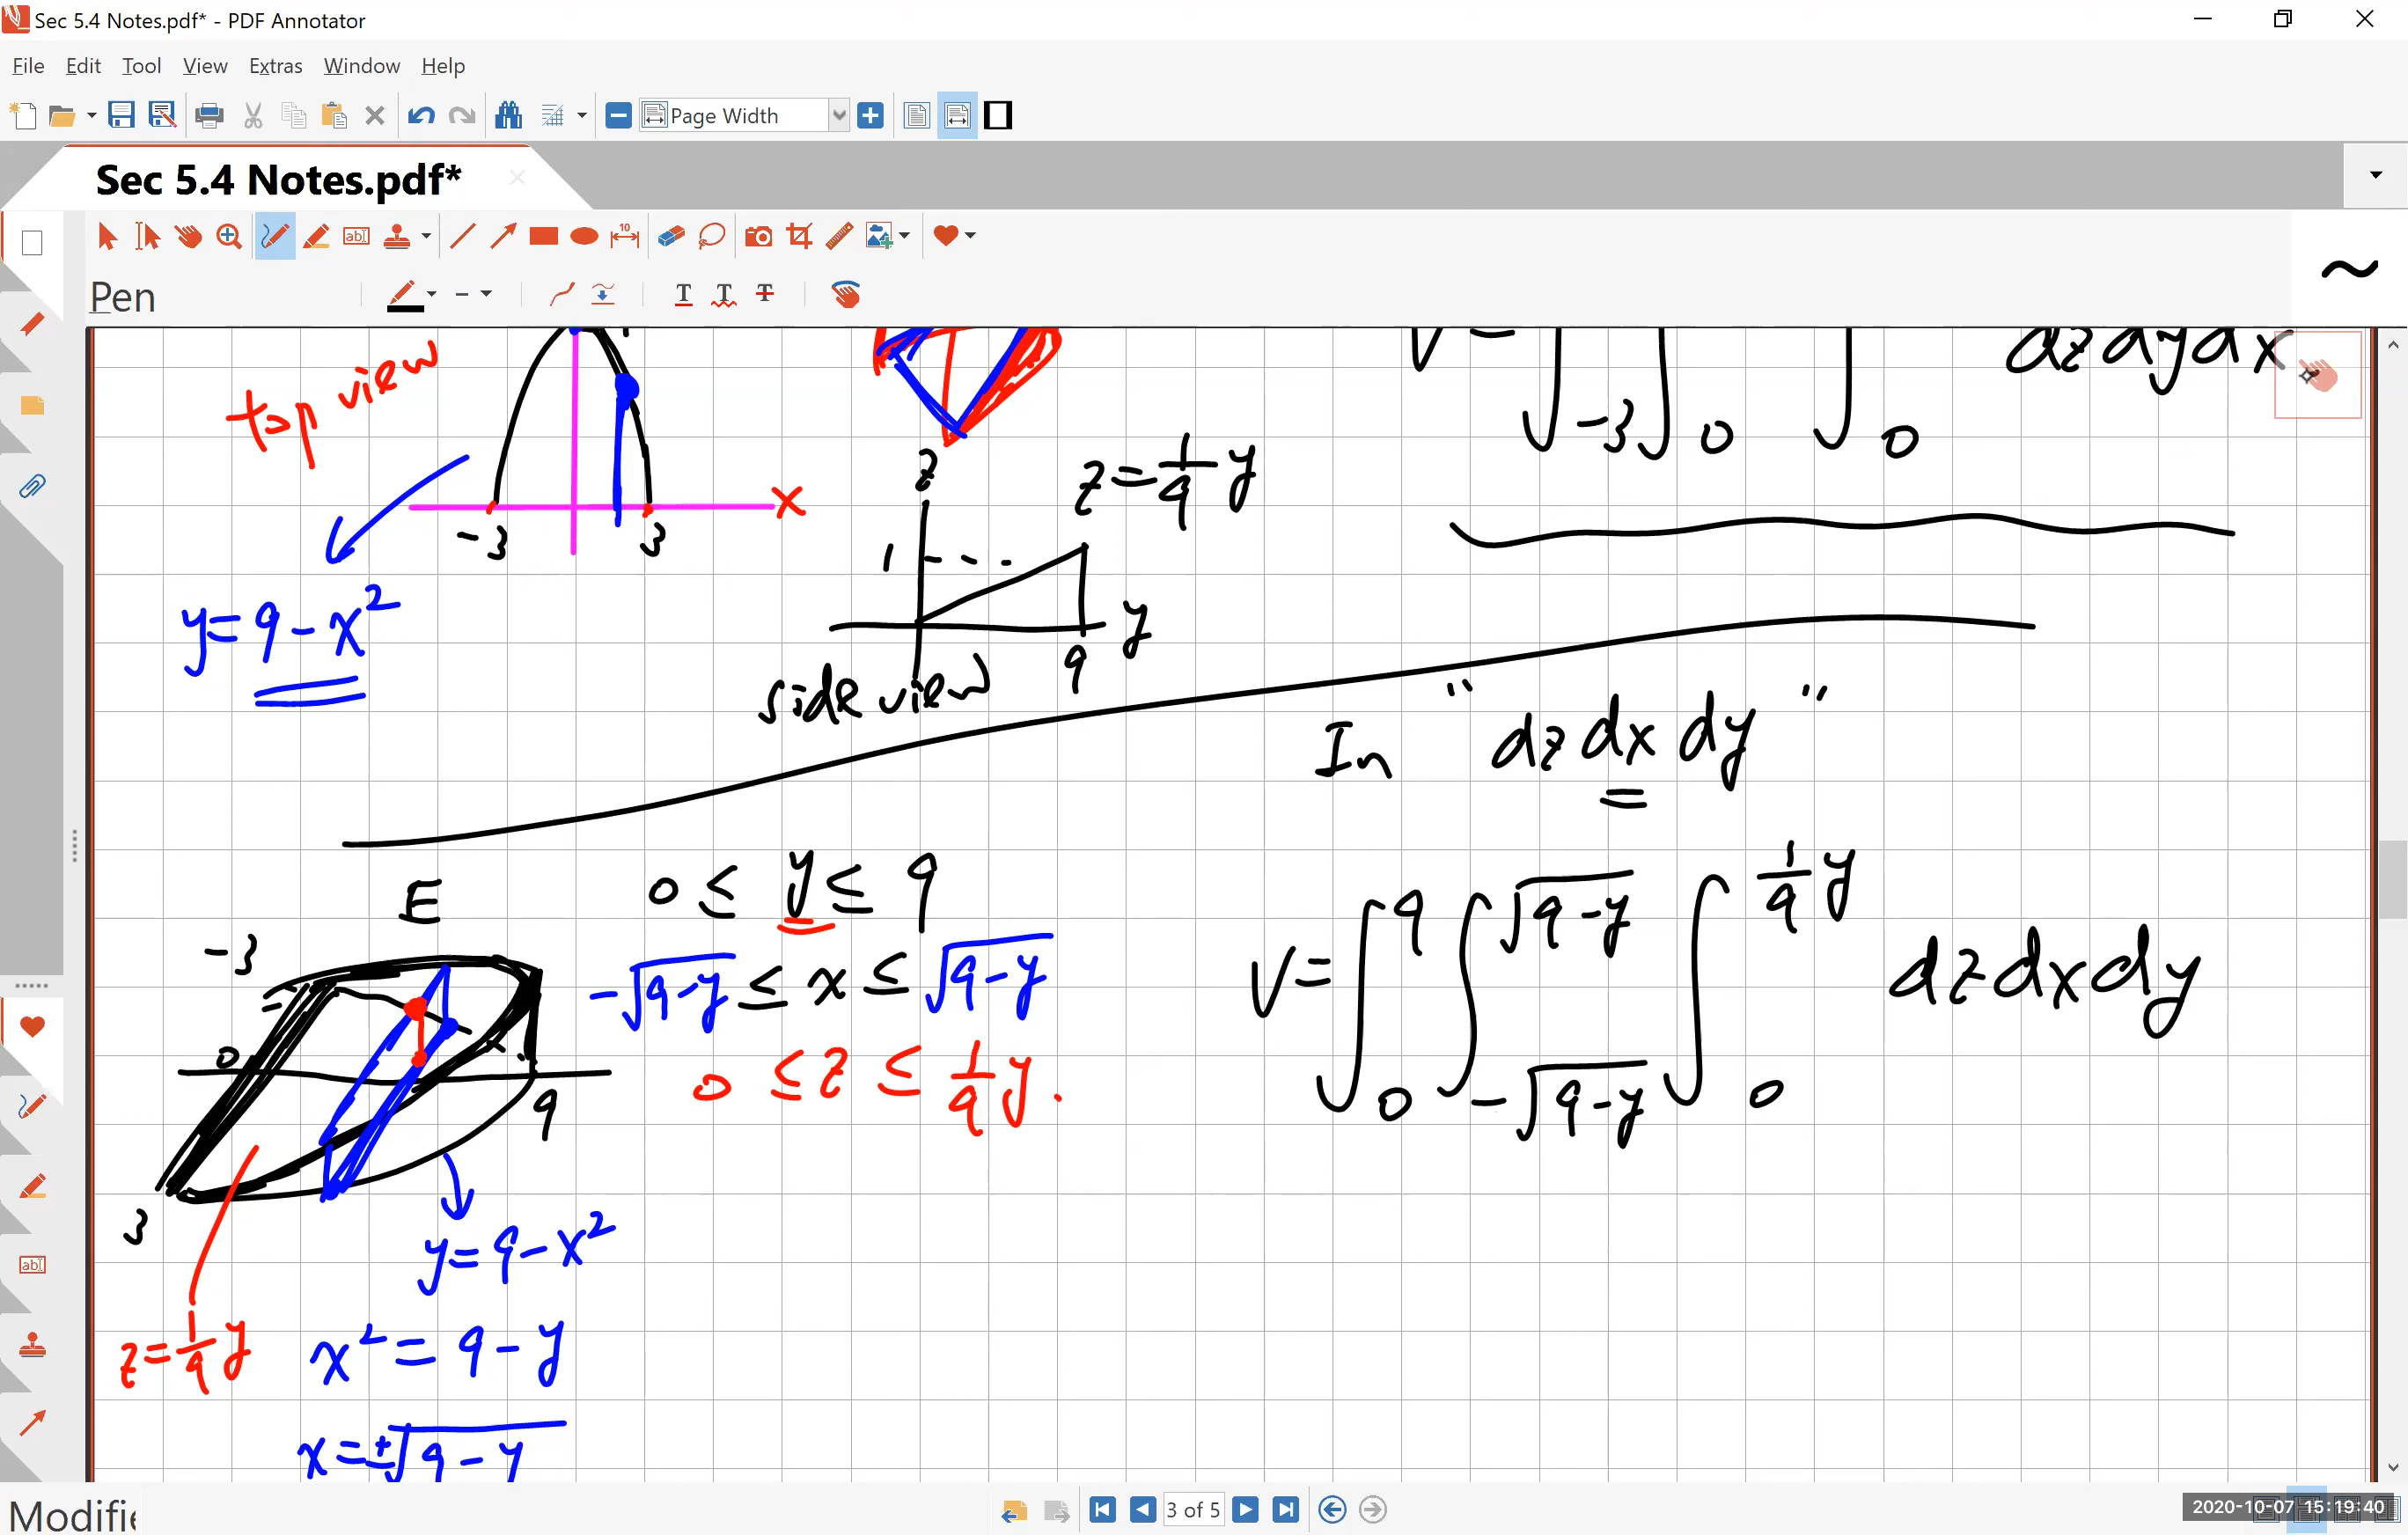 Sec 5.4 Notes.pdf* - PDF Annotator
File Edit Tool View Extras Window Help
Page Width
Sec 5.4 Notes.pdf*
Pen
top view
-3
3
x
y = 9 - x²
z
z = 1/9 y
1
y
9
side view
V = ∫-3 ∫0 ∫0 dz dy dx
In "dz dx dy"
E
-3
0
9
3
0 ≤ y ≤ 9
-√9-y ≤ x ≤ √9-y
0 ≤ z ≤ 1/9 y.
V = ∫₀⁹ ∫_{-√9-y}^{√9-y} ∫₀^{1/9 y} dz dx dy
y = 9 - x²
z = 1/9 y
x² = 9 - y
x = ±√9-y
3 of 5
2020-10-07 15:19:40